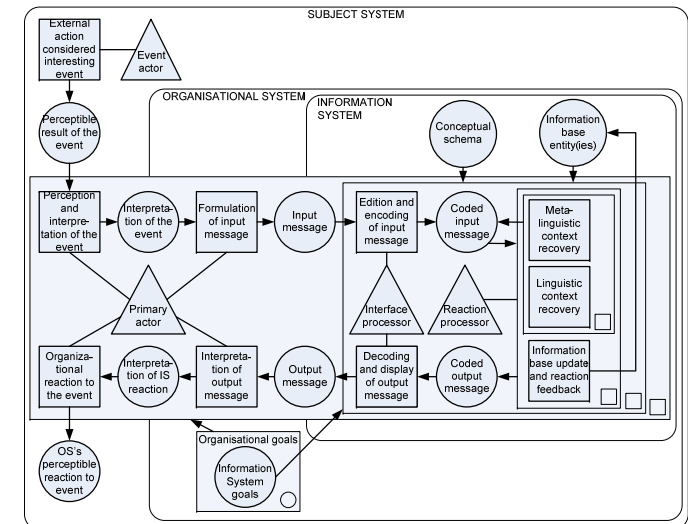 SUBJECT SYSTEM
External
action
considered
interesting
event
Event
actor
ORGANISATIONAL SYSTEM
INFORMATION
SYSTEM
Perceptible
result of the
event
Conceptual
schema
Information
base
entity(ies)
Perception
and
interpre-
tation of the
event
Interpreta-
tion of the
event
Formulation
of input
message
Input
message
Edition and
encoding
of input
message
Coded
input
message
Meta-
linguistic
context
recovery
Linguistic
context
recovery
Primary
actor
Interface
processor
Reaction
processor
Organiza-
tional
reaction to
the event
Interpreta-
tion of IS
reaction
Interpreta-
tion of
output
message
Output
message
Decoding
and display
of output
message
Coded
output
message
Information
base update
and reaction
feedback
OS's
perceptible
reaction to
event
Organisational goals
Information
System
goals